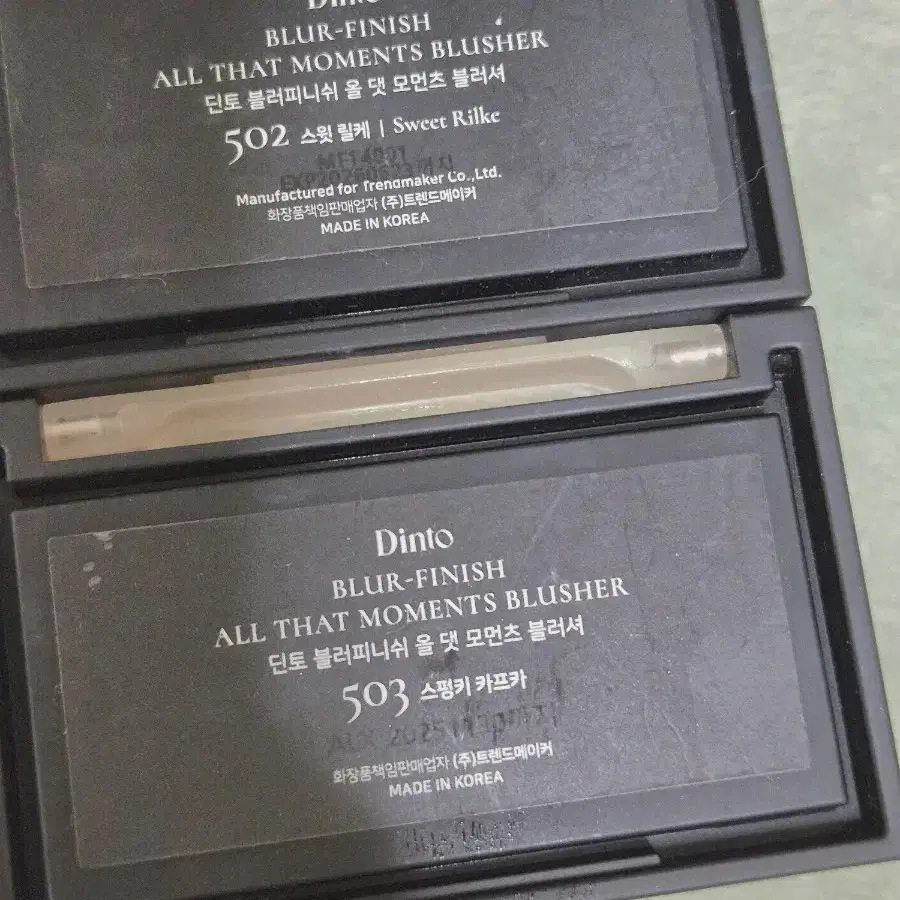 Dinto
BLUR-FINISH
ALL THAT MOMENTS BLUSHER
딘토 블러피니쉬 올 댓 모먼츠 블러셔
502 스윗 릴케 | Sweet Rilke
Manufactured for Trendmaker Co.,Ltd.
화장품책임판매업자 (주)트렌드메이커
MADE IN KOREA
Dinto
BLUR-FINISH
ALL THAT MOMENTS BLUSHER
딘토 블러피니쉬 올 댓 모먼츠 블러셔
503 스펑키 카프카
화장품책임판매업자 (주)트렌드메이커
MADE IN KOREA